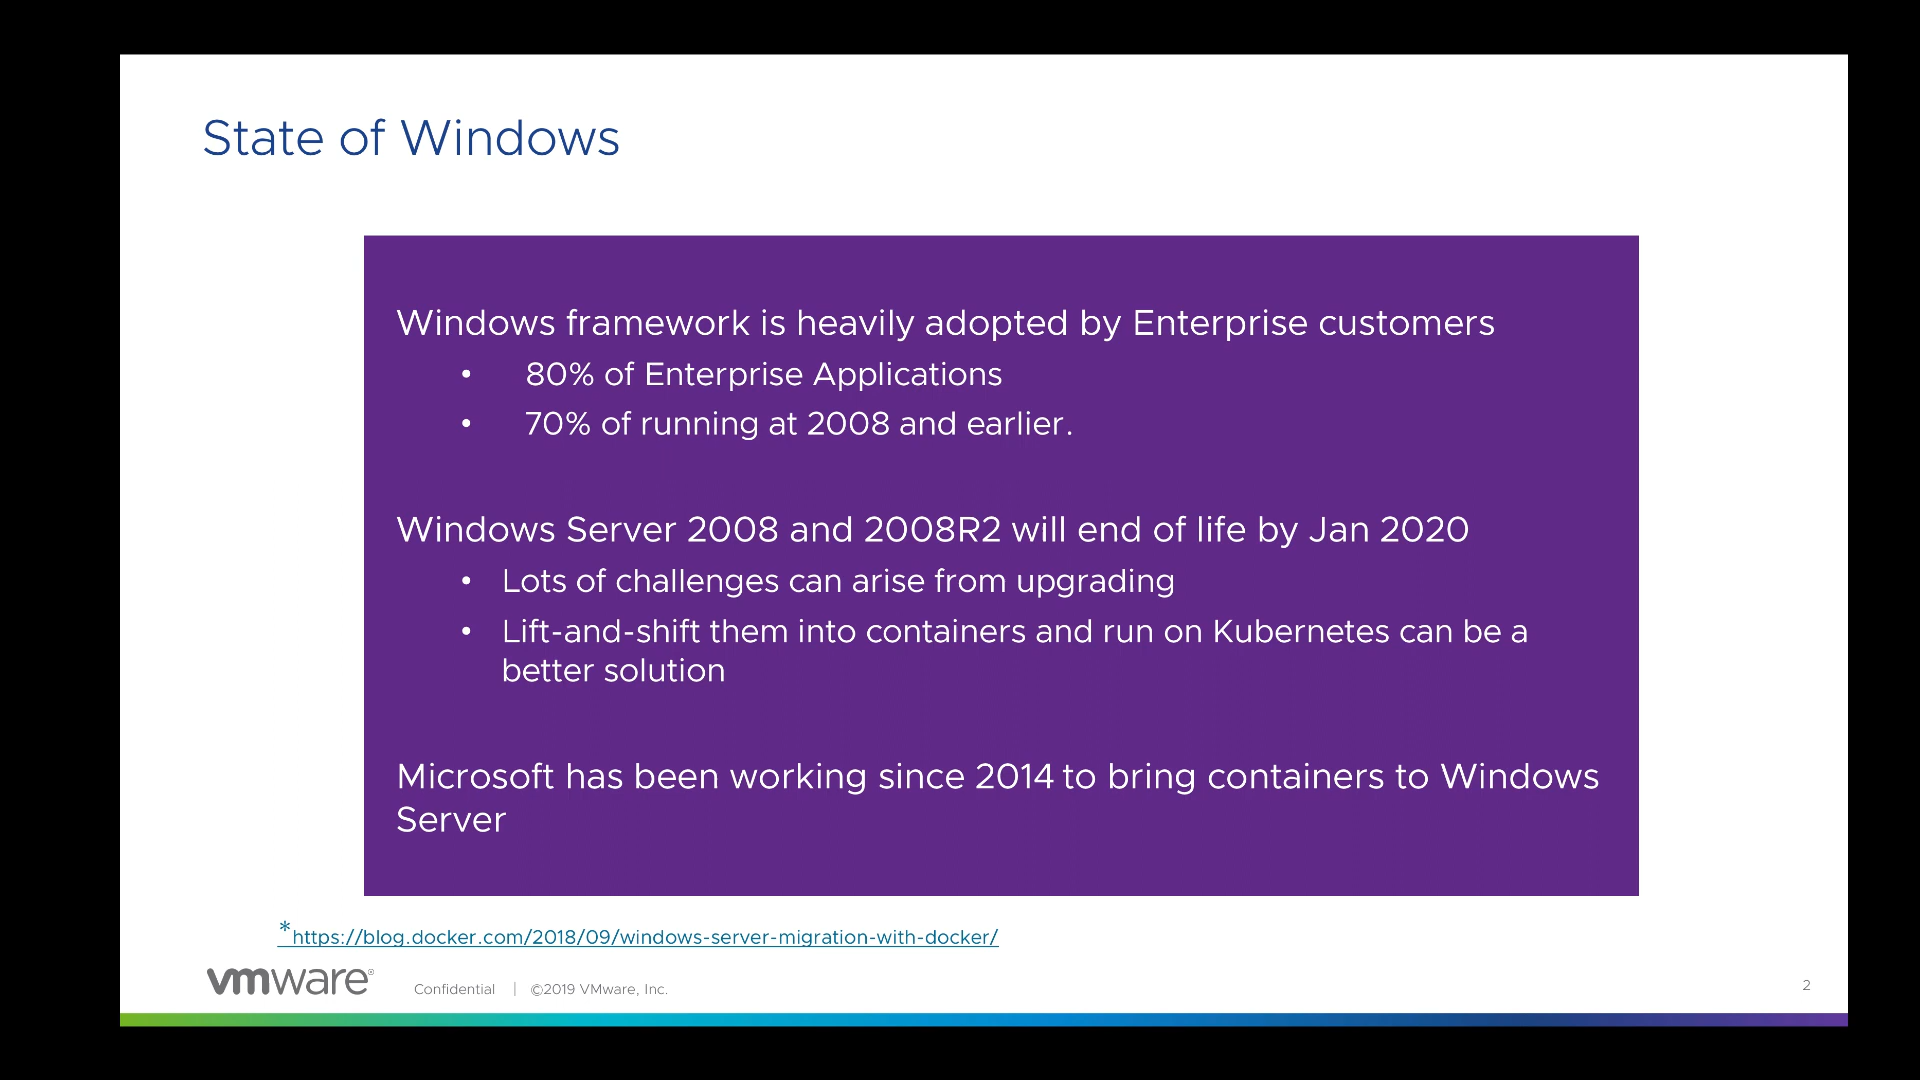 State of Windows
Windows framework is heavily adopted by Enterprise customers
• 80% of Enterprise Applications
• 70% of running at 2008 and earlier.
Windows Server 2008 and 2008R2 will end of life by Jan 2020
• Lots of challenges can arise from upgrading
• Lift-and-shift them into containers and run on Kubernetes can be a
better solution
Microsoft has been working since 2014 to bring containers to Windows
Server
*https://blog.docker.com/2018/09/windows-server-migration-with-docker/
vmware® Confidential | ©2019 VMware, Inc. 2